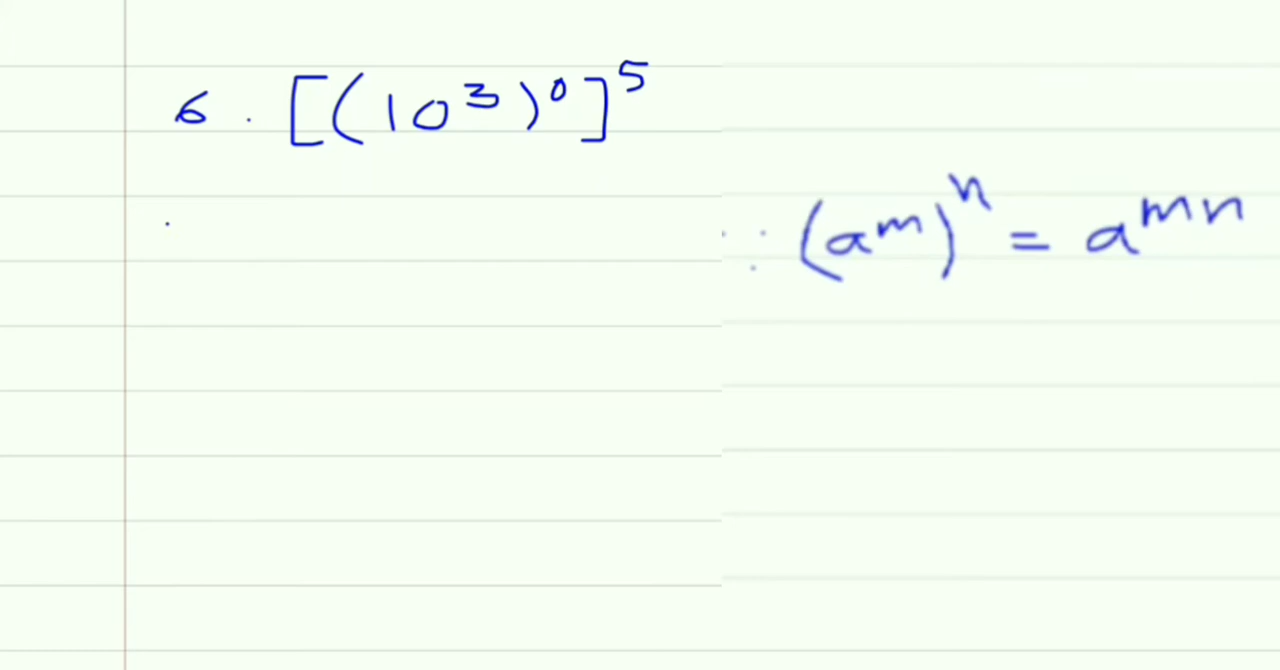 6. [(10³)⁰]⁵
∵ (aᵐ)ⁿ = aᵐⁿ